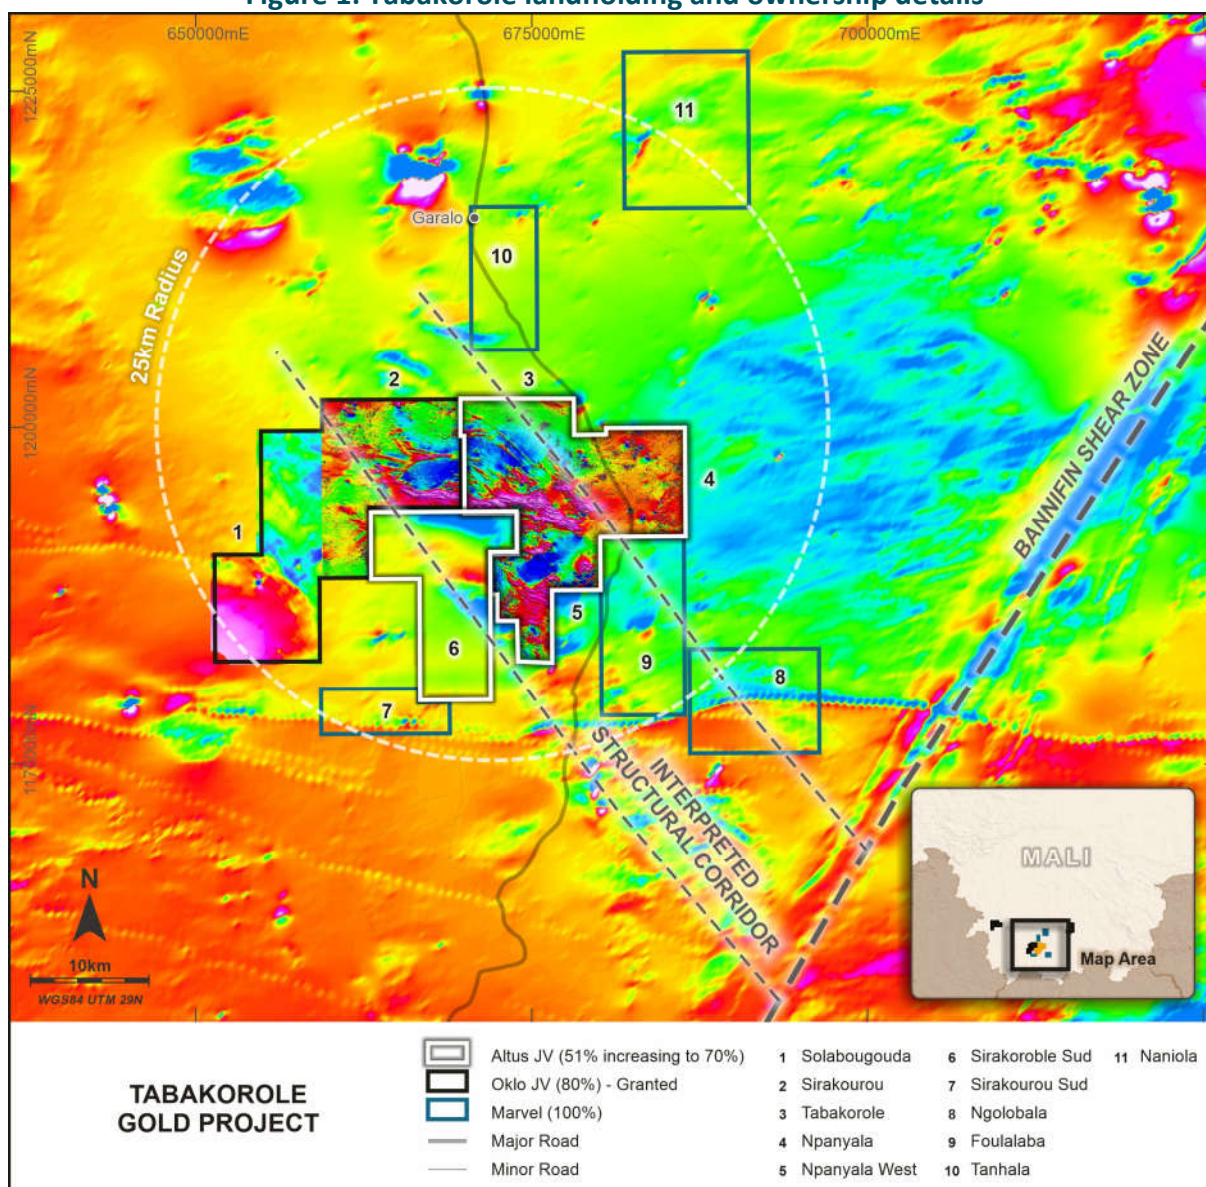 Figure 1: Tabakorole landholding and ownership details
650000mE
675000mE
700000mE
1225000mN
1200000mN
1175000mN
11
Garalo
10
25km Radius
2
3
4
1
5
6
9
8
7
BANNIFIN SHEAR ZONE
INTERPRETED
STRUCTURAL CORRIDOR
N
10km
WGS84 UTM 29N
MALI
Map Area
TABAKOROLE
GOLD PROJECT
Altus JV (51% increasing to 70%)
Oklo JV (80%) - Granted
Marvel (100%)
Major Road
Minor Road
1 Solabougouda
2 Sirakourou
3 Tabakorole
4 Npanyala
5 Npanyala West
6 Sirakoroble Sud
7 Sirakourou Sud
8 Ngolobala
9 Foulalaba
10 Tanhala
11 Naniola